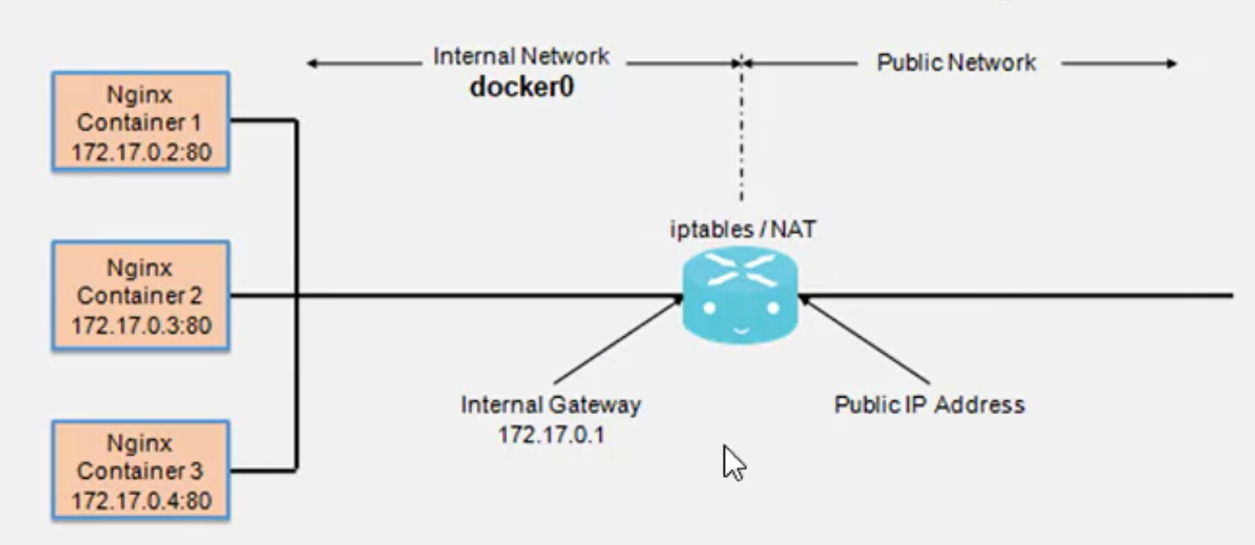 Internal Network
docker0
Public Network
Nginx
Container 1
172.17.0.2:80
iptables / NAT
Nginx
Container 2
172.17.0.3:80
Internal Gateway
172.17.0.1
Public IP Address
Nginx
Container 3
172.17.0.4:80